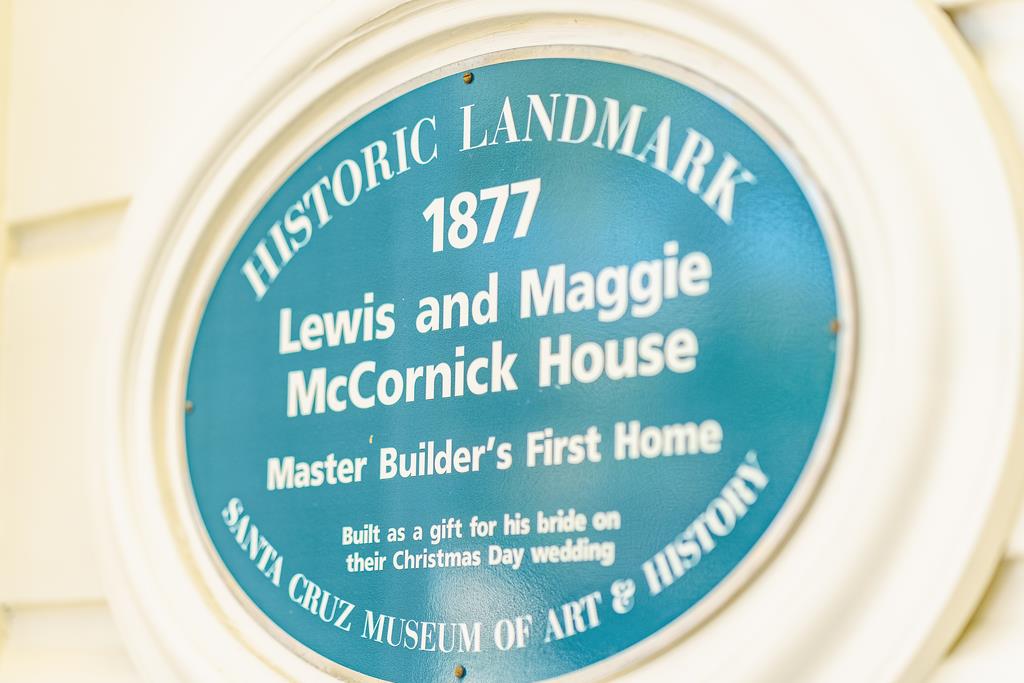 HISTORIC LANDMARK
1877
Lewis and Maggie
McCornick House
Master Builder's First Home
Built as a gift for his bride on
their Christmas Day wedding
SANTA CRUZ MUSEUM OF ART & HISTORY